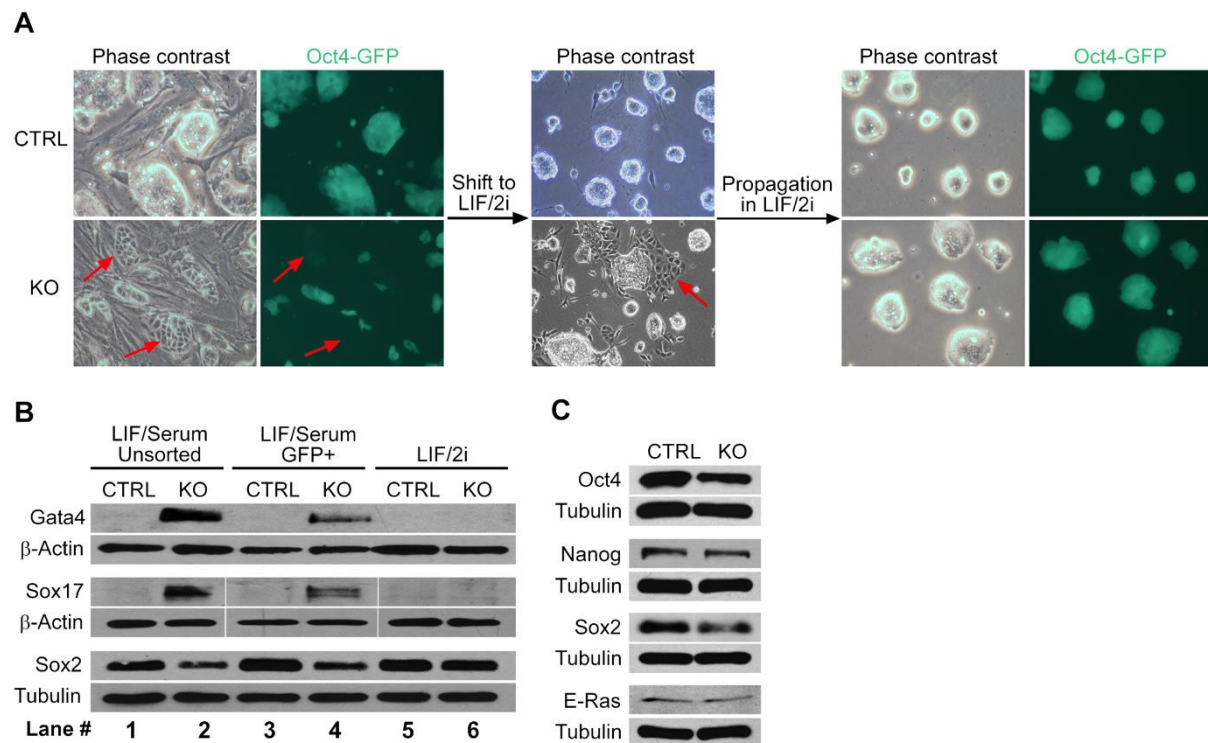 A
Phase contrast Oct4-GFP Phase contrast Phase contrast Oct4-GFP
CTRL
Shift to
LIF/2i
Propagation
in LIF/2i
KO
B
LIF/Serum
Unsorted
LIF/Serum
GFP+
LIF/2i
CTRL KO CTRL KO CTRL KO
Gata4
β-Actin
Sox17
β-Actin
Sox2
Tubulin
Lane # 1 2 3 4 5 6
C
CTRL KO
Oct4
Tubulin
Nanog
Tubulin
Sox2
Tubulin
E-Ras
Tubulin